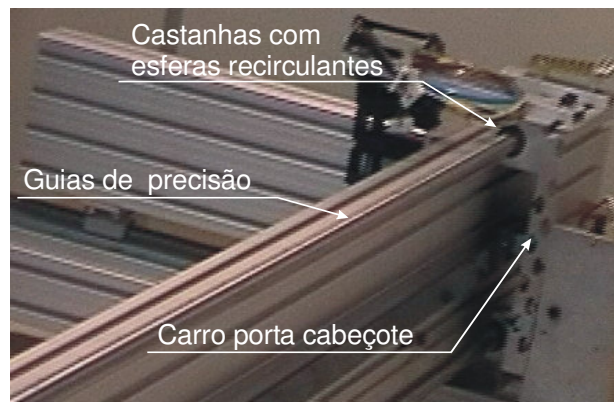 Castanhas com
esferas recirculantes
Guias de precisão
Carro porta cabeçote